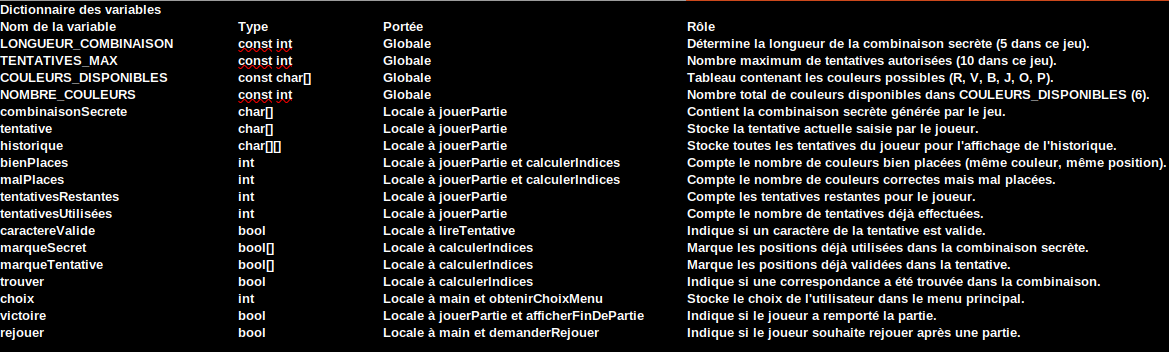 Dictionnaire des variables
Nom de la variable Type Portée Rôle
LONGUEUR_COMBINAISON const int Globale Détermine la longueur de la combinaison secrète (5 dans ce jeu).
TENTATIVES_MAX const int Globale Nombre maximum de tentatives autorisées (10 dans ce jeu).
COULEURS_DISPONIBLES const char[] Globale Tableau contenant les couleurs possibles (R, V, B, J, O, P).
NOMBRE_COULEURS const int Globale Nombre total de couleurs disponibles dans COULEURS_DISPONIBLES (6).
combinaisonSecrete char[] Locale à jouerPartie Contient la combinaison secrète générée par le jeu.
tentative char[] Locale à jouerPartie Stocke la tentative actuelle saisie par le joueur.
historique char[][] Locale à jouerPartie Stocke toutes les tentatives du joueur pour l'affichage de l'historique.
bienPlaces int Locale à jouerPartie et calculerIndices Compte le nombre de couleurs bien placées (même couleur, même position).
malPlaces int Locale à jouerPartie et calculerIndices Compte le nombre de couleurs correctes mais mal placées.
tentativesRestantes int Locale à jouerPartie Compte les tentatives restantes pour le joueur.
tentativesUtilisées int Locale à jouerPartie Compte le nombre de tentatives déjà effectuées.
caractereValide bool Locale à lireTentative Indique si un caractère de la tentative est valide.
marqueSecret bool[] Locale à calculerIndices Marque les positions déjà utilisées dans la combinaison secrète.
marqueTentative bool[] Locale à calculerIndices Marque les positions déjà validées dans la tentative.
trouver bool Locale à calculerIndices Indique si une correspondance a été trouvée dans la combinaison.
choix int Locale à main et obtenirChoixMenu Stocke le choix de l'utilisateur dans le menu principal.
victoire bool Locale à jouerPartie et afficherFinDePartie Indique si le joueur a remporté la partie.
rejouer bool Locale à main et demanderRejouer Indique si le joueur souhaite rejouer après une partie.